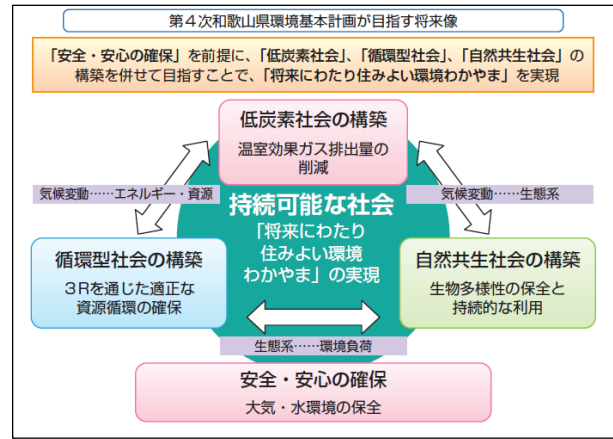 第４次和歌山県環境基本計画が目指す将来像
「安全・安心の確保」を前提に、「低炭素社会」、「循環型社会」、「自然共生社会」の
構築を併せて目指すことで、「将来にわたり住みよい環境わかやま」を実現
低炭素社会の構築
温室効果ガス排出量の
削減
気候変動……エネルギー・資源
気候変動……生態系
持続可能な社会
「将来にわたり
住みよい環境
わかやま」の実現
循環型社会の構築
３Rを通じた適正な
資源循環の確保
自然共生社会の構築
生物多様性の保全と
持続的な利用
生態系……環境負荷
安全・安心の確保
大気・水環境の保全